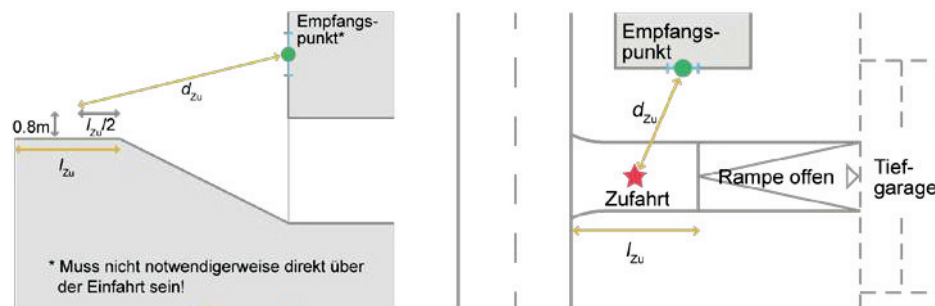 Empfangs-
punkt*
d_Zu
0.8m
l_Zu/2
l_Zu
* Muss nicht notwendigerweise direkt über
der Einfahrt sein!
Empfangs-
punkt
d_Zu
Rampe offen
Tief-
garage
Zufahrt
l_Zu